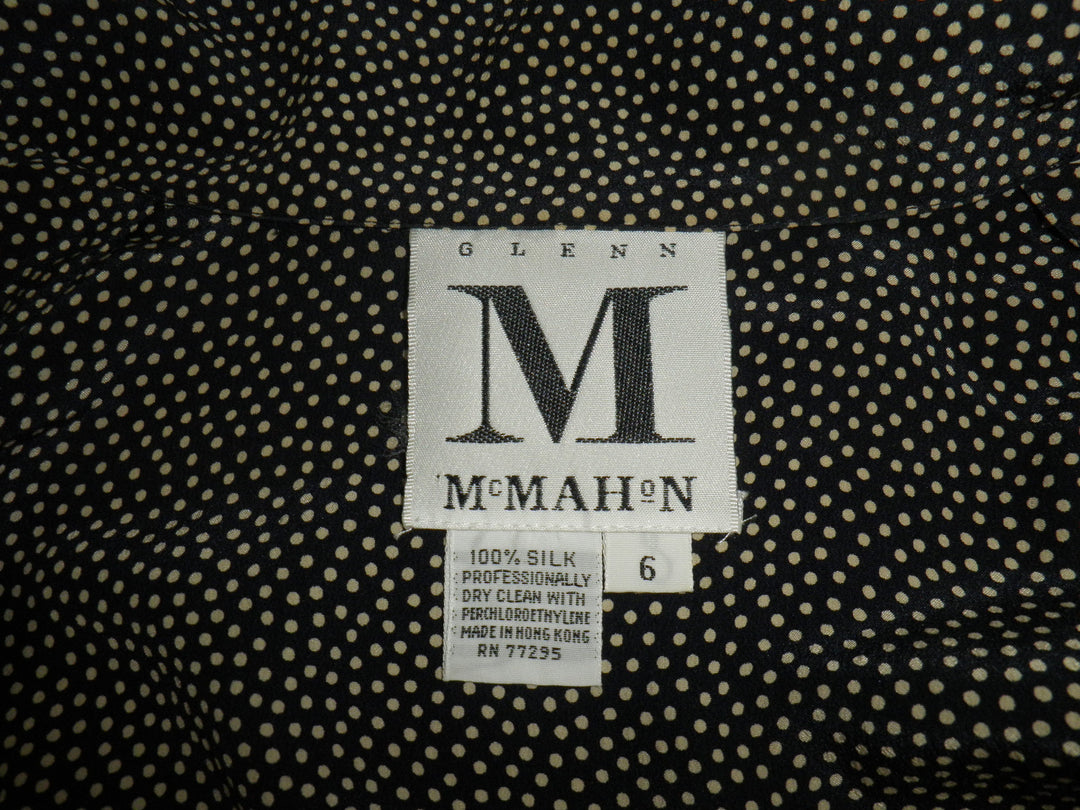 GLENN
M
McMAHoN
100% SILK
PROFESSIONALLY
DRY CLEAN WITH
PERCHLOROETHYLENE
MADE IN HONG KONG
RN 77295
6